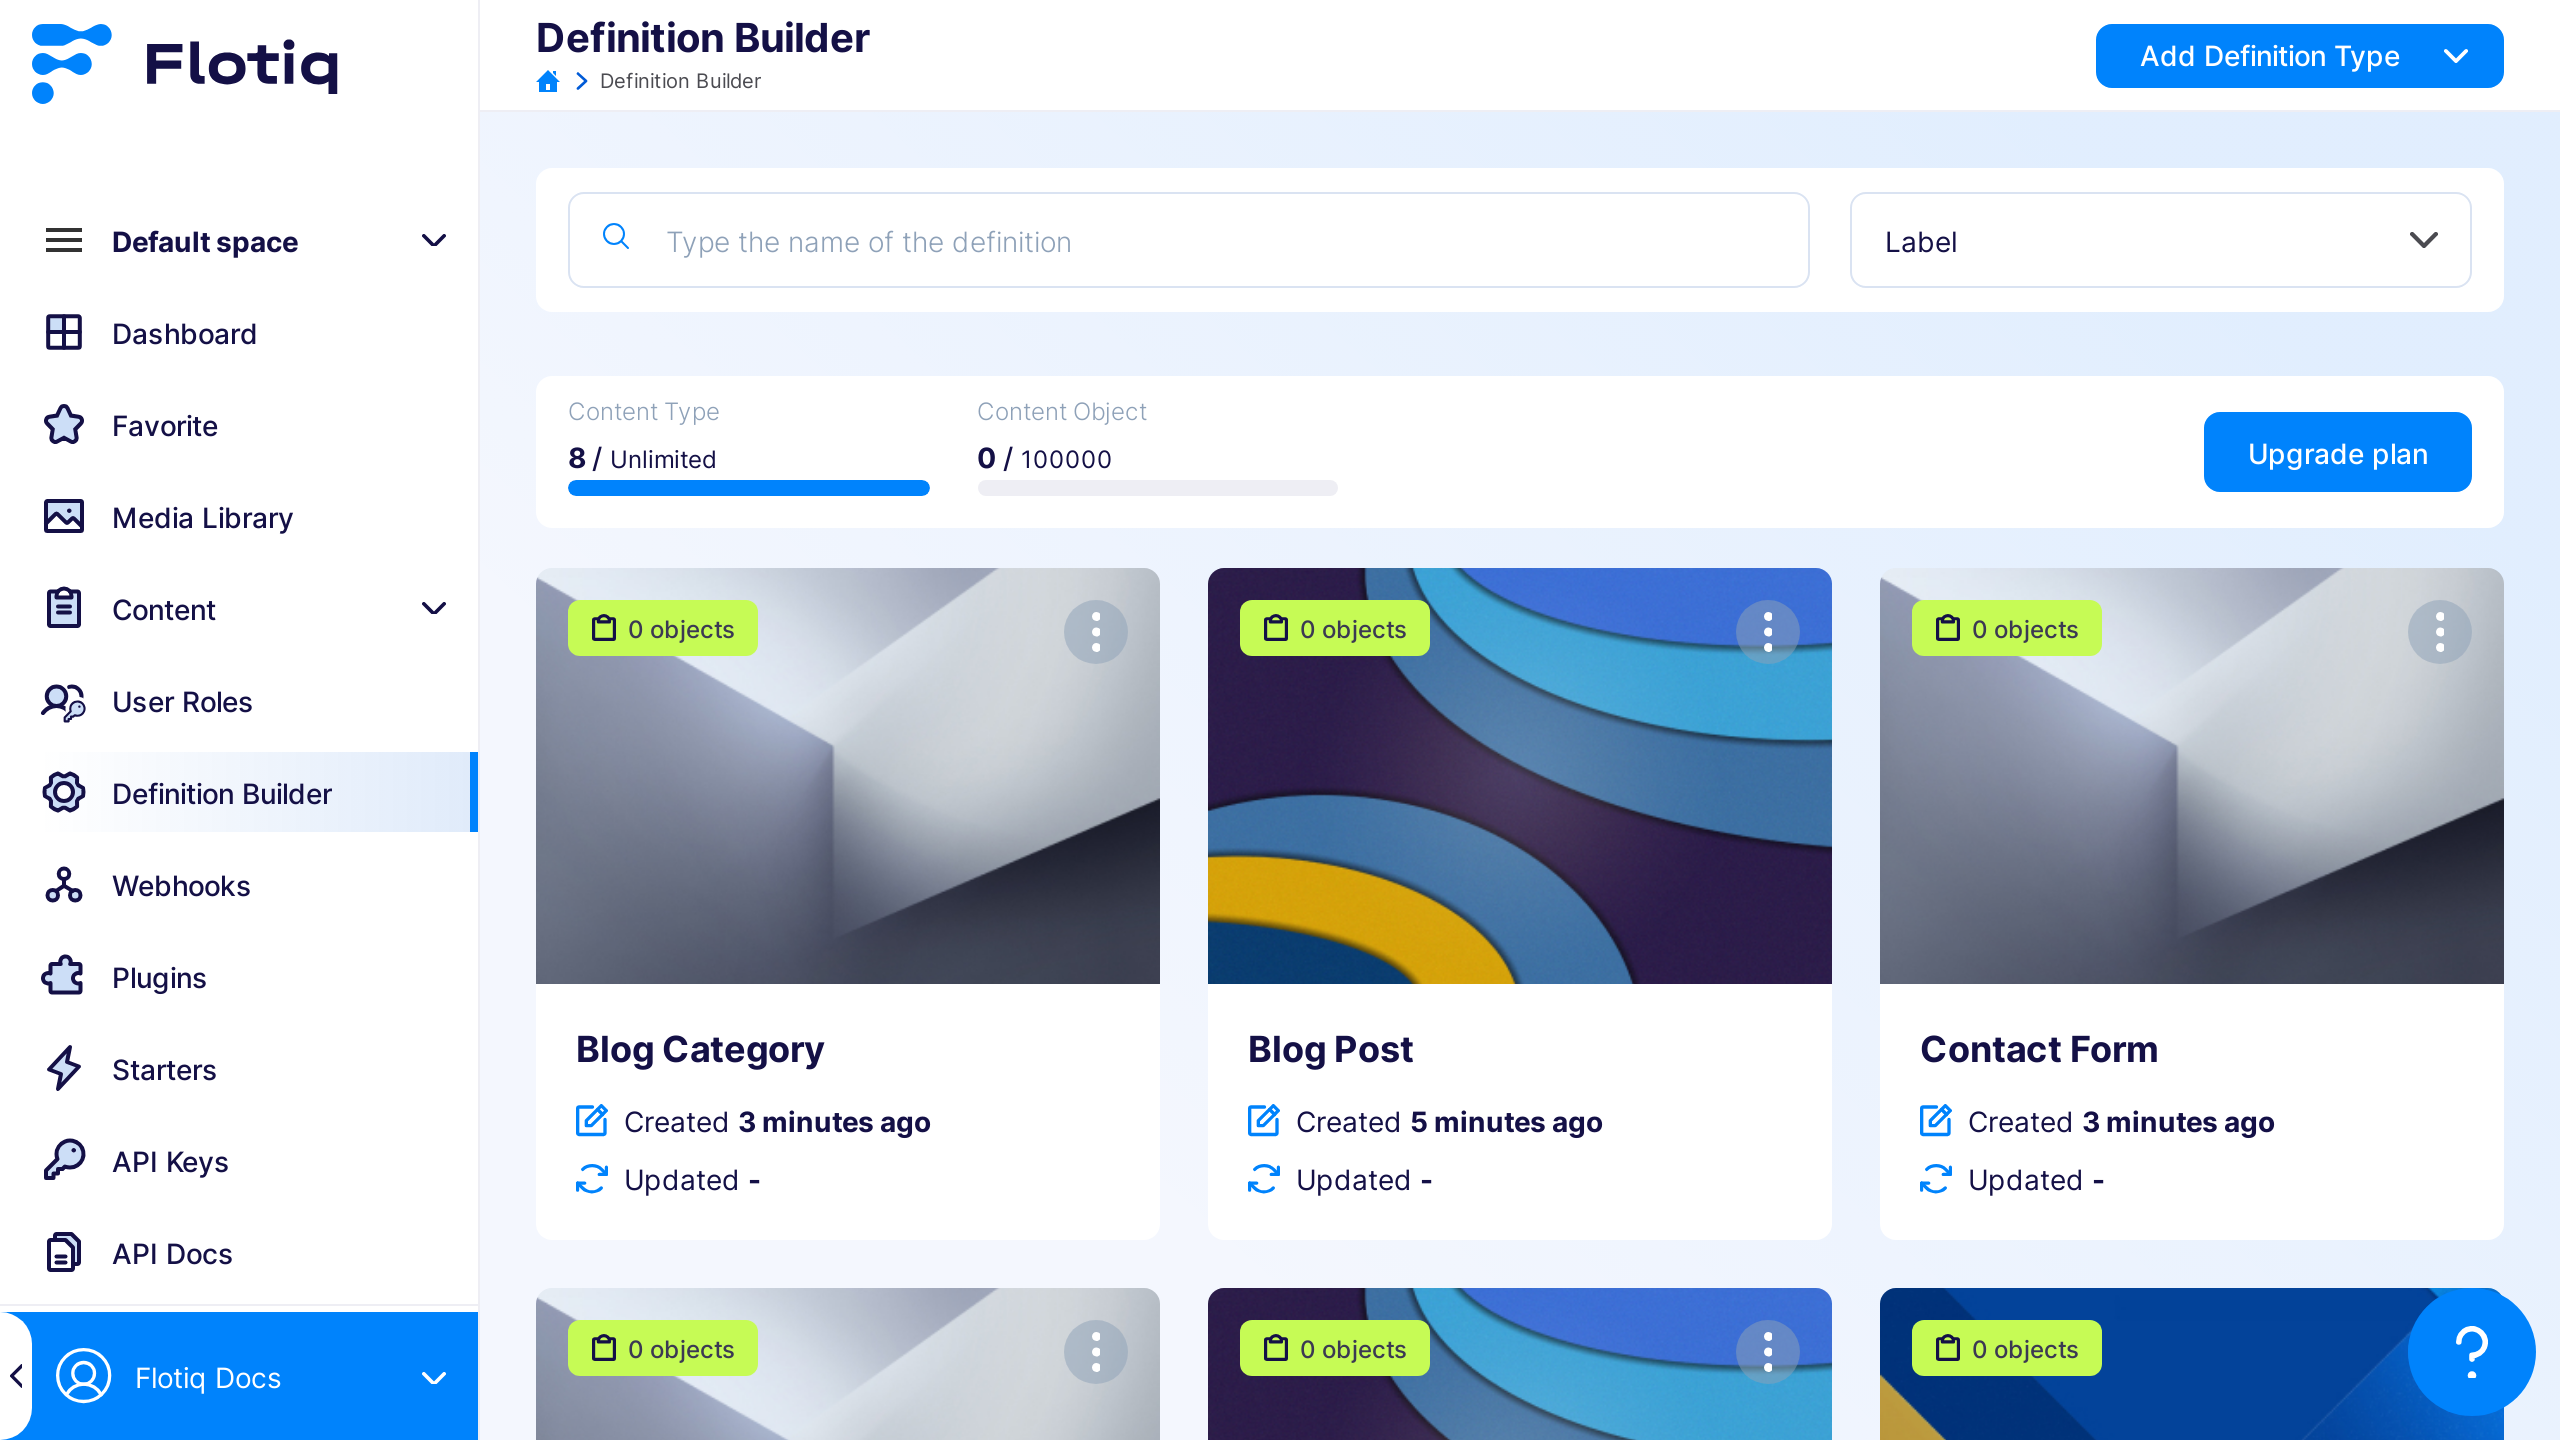 Flotiq
Default space
Dashboard
Favorite
Media Library
Content
User Roles
Definition Builder
Webhooks
Plugins
Starters
API Keys
API Docs
Flotiq Docs
Definition Builder
Definition Builder
Add Definition Type
Type the name of the definition
Label
Content Type
8 / Unlimited
Content Object
0 / 100000
Upgrade plan
0 objects
Blog Category
Created 3 minutes ago
Updated -
0 objects
Blog Post
Created 5 minutes ago
Updated -
0 objects
Contact Form
Created 3 minutes ago
Updated -
0 objects
0 objects
0 objects
?